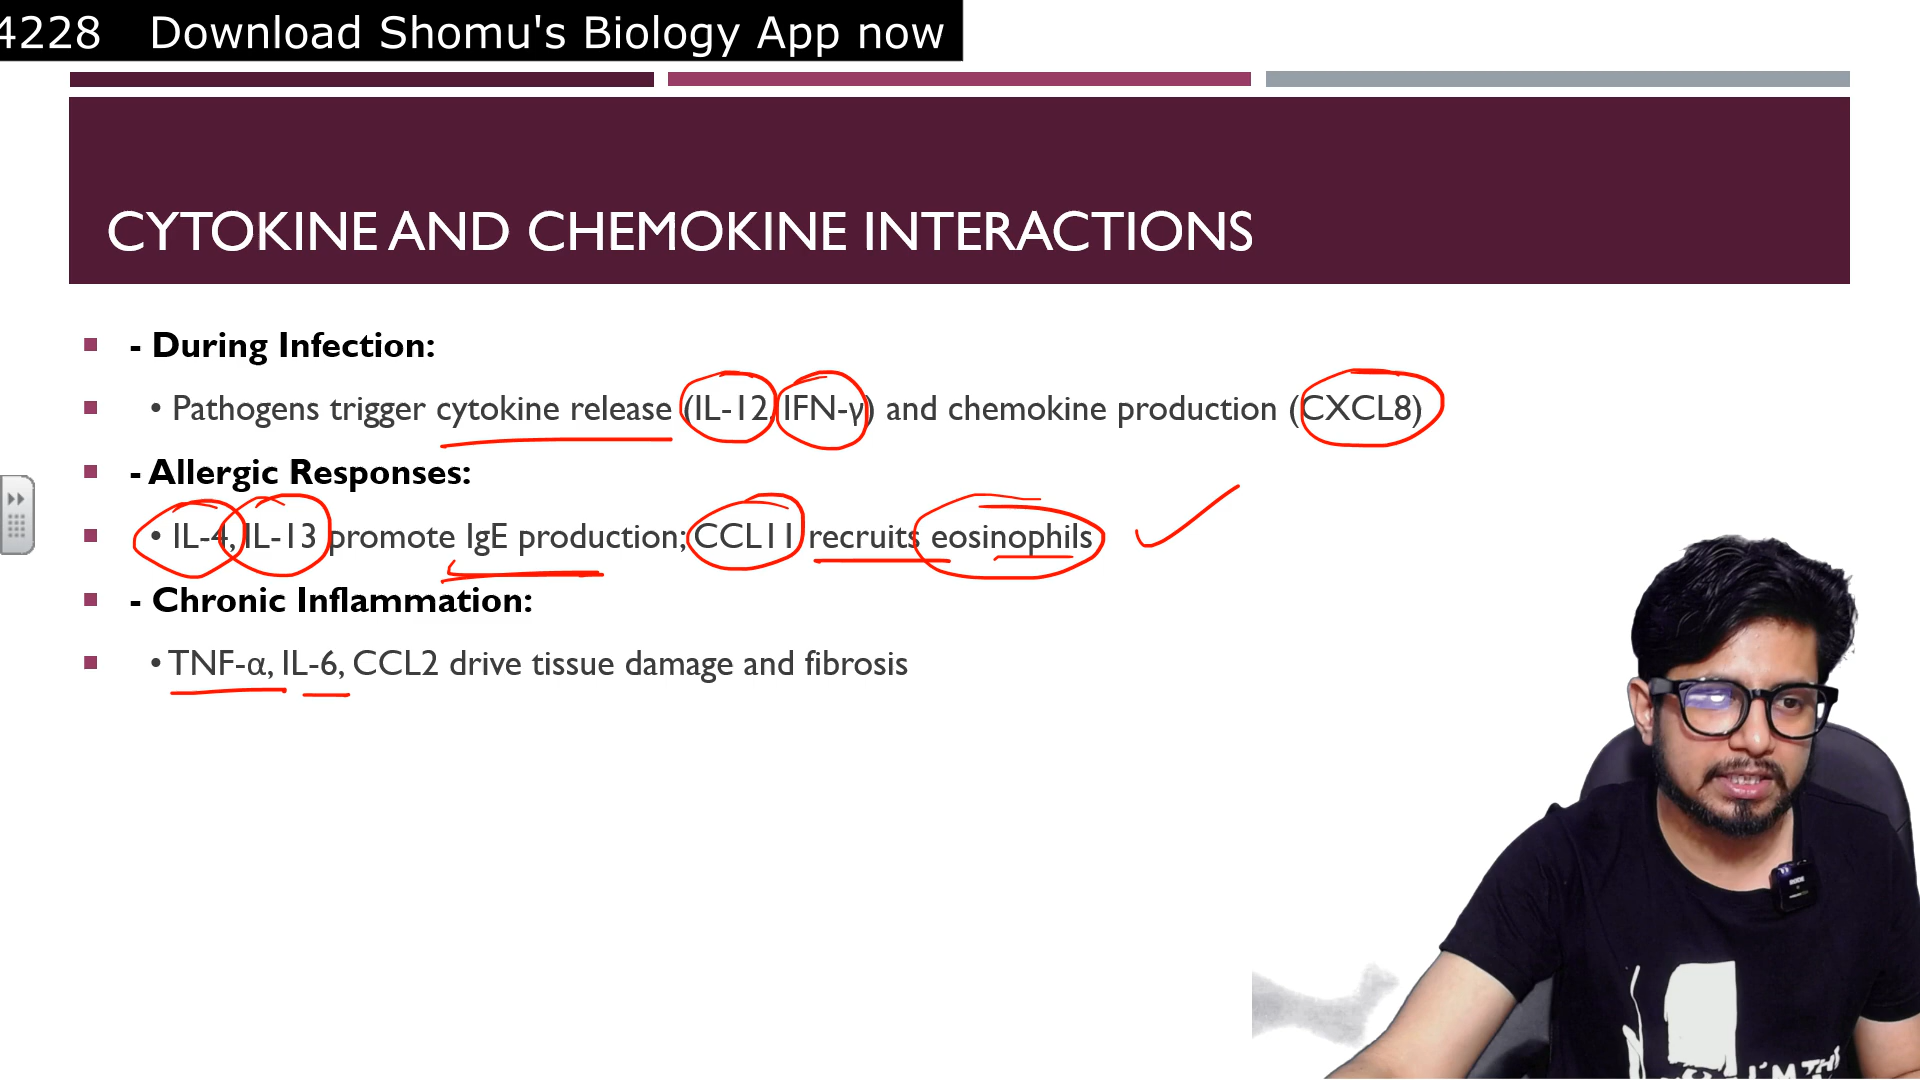 4228 Download Shomu's Biology App now
CYTOKINE AND CHEMOKINE INTERACTIONS
- During Infection:
• Pathogens trigger cytokine release (IL-12, IFN-γ) and chemokine production (CXCL8)
- Allergic Responses:
• IL-4, IL-13 promote IgE production; CCL11 recruits eosinophils
- Chronic Inflammation:
• TNF-α, IL-6, CCL2 drive tissue damage and fibrosis
RODE
I'M THE